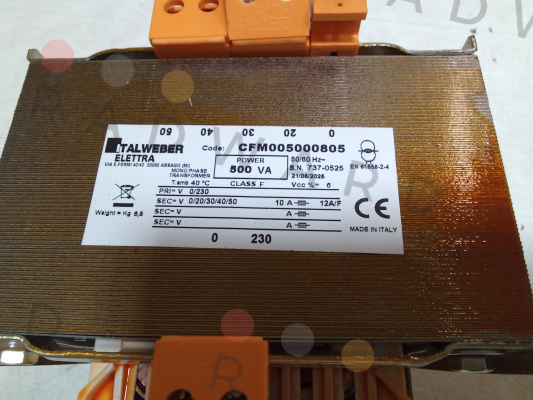 50 40 30 20 0
ITALWEBER
ELETTRA
VIA E.FERMI 40/42 20090 ASSAGO (MI)
Code: CFM005000805
MONO PHASE
TRANSFORMER
POWER
500 VA
50/60 Hz~
S.N. 737-0525
21/05/2025
EN 61558-2-4
T.amb 40 °C CLASS F Vcc %= 6
PRI= V 0/230
SEC= V 0/20/30/40/50 10 A 12A/F
SEC= V A
SEC= V A
Weight = Kg 6,5
CE
MADE IN ITALY
0 230